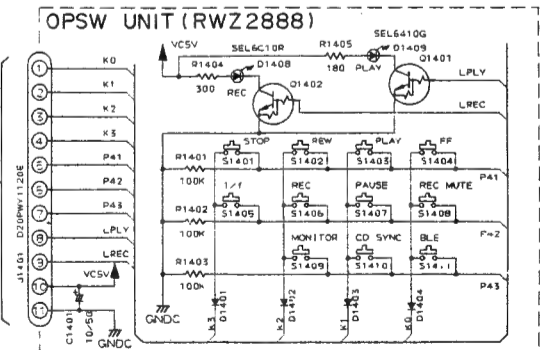 OPSW UNIT (RWZ2888)
VC5V
SEL6C10R
R1404
300
D1408
REC
Q1402
R1405
180
SEL6410G
D1409
PLAY
Q1401
LPLY
LREC
1 K0
2 K1
3 K2
4 K3
5 P41
6 P42
7 P43
8 LPLY
9 LREC
10 VC5V
11
J1401 D20PWY1120E
C1401
10/50
GNDC
STOP REW PLAY FF
R1401 S1401 S1402 S1403 S1404
100K P41
1/f REC PAUSE REC MUTE
R1402 S1405 S1406 S1407 S1408
100K
MONITOR CD SYNC BLE
R1403 S1409 S1410
100K P43
GNDC
K3 D1401 K2 K1 D1403 K0 D1404